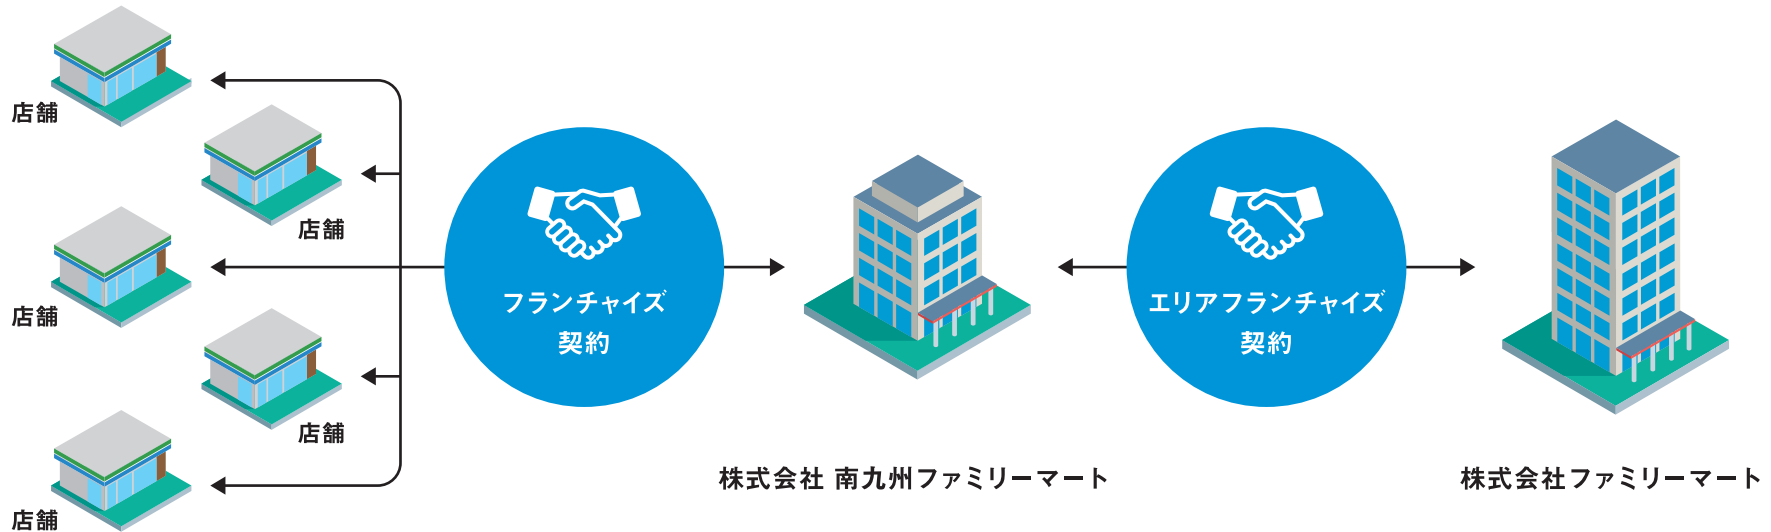 店舗
店舗
店舗
店舗
店舗
フランチャイズ
契約
株式会社 南九州ファミリーマート
エリアフランチャイズ
契約
株式会社ファミリーマート